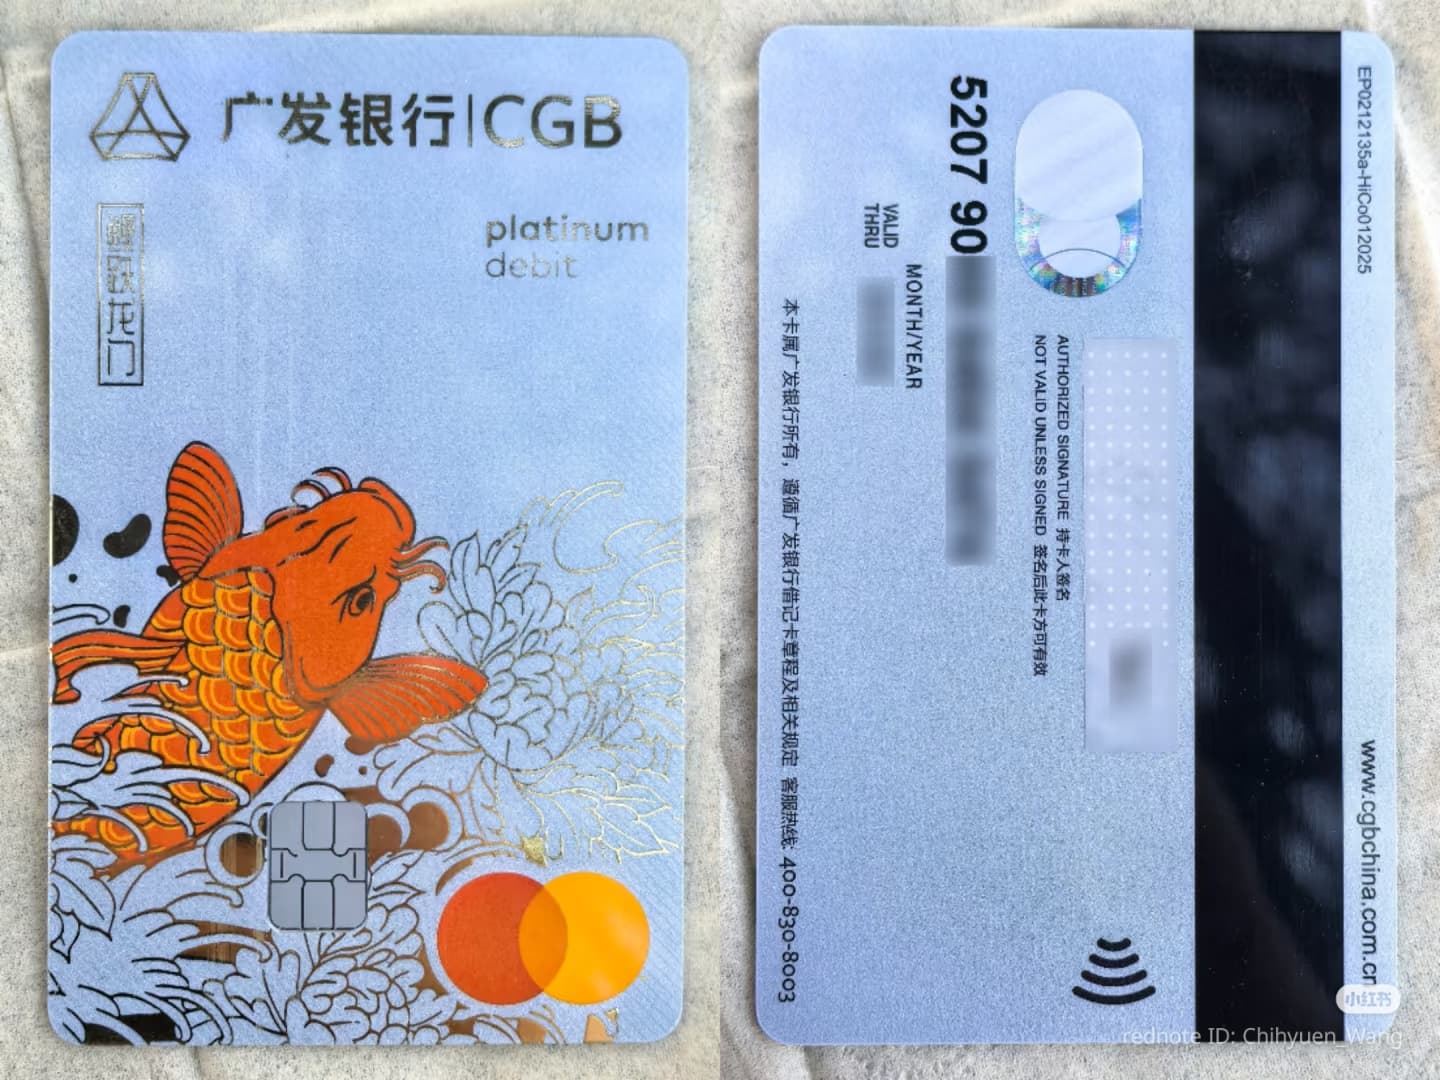 广发银行|CGB
鲤跃龙门
platinum
debit
EP0212135a-HiCo012025
www.cgbchina.com.cn
AUTHORIZED SIGNATURE 持卡人签名
NOT VALID UNLESS SIGNED 签名后此卡方可有效
5207 90
MONTH/YEAR
VALID
THRU
本卡属广发银行所有，遵循广发银行借记卡章程及相关规定 客服热线: 400-830-8003
小红书
rednote ID: Chihyuen_Wang